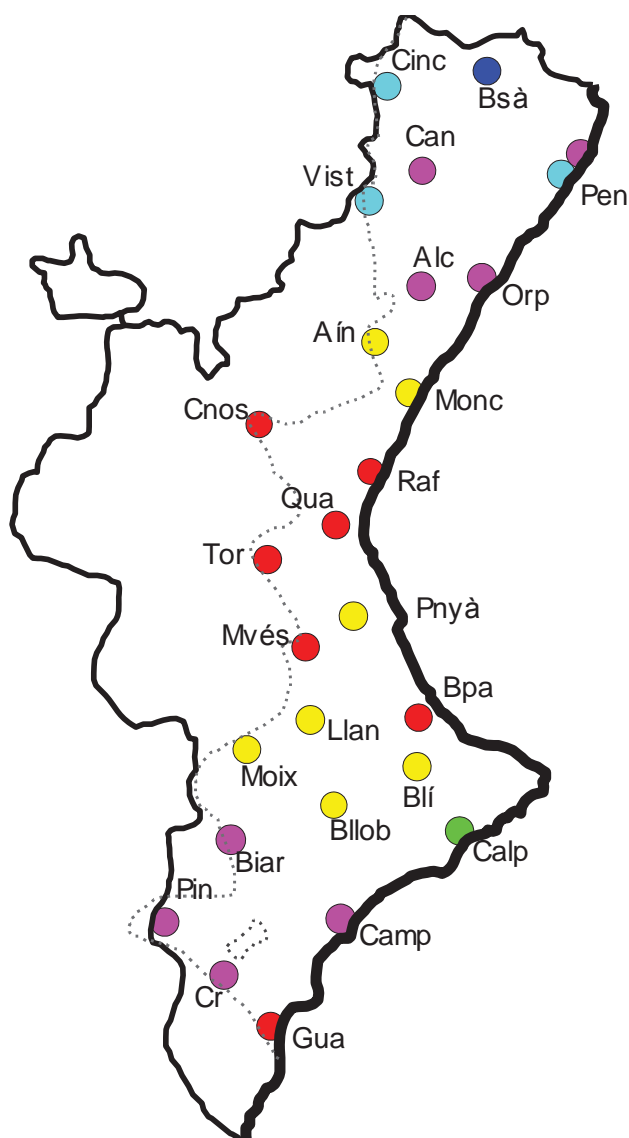 Cinc
Bsà
Can
Vist
Pen
Alc
Orp
Aín
Monc
Cnos
Raf
Qua
Tor
Pnyà
Mvés
Bpa
Llan
Moix
Blí
Bllob
Calp
Biar
Pin
Camp
Cr
Gua